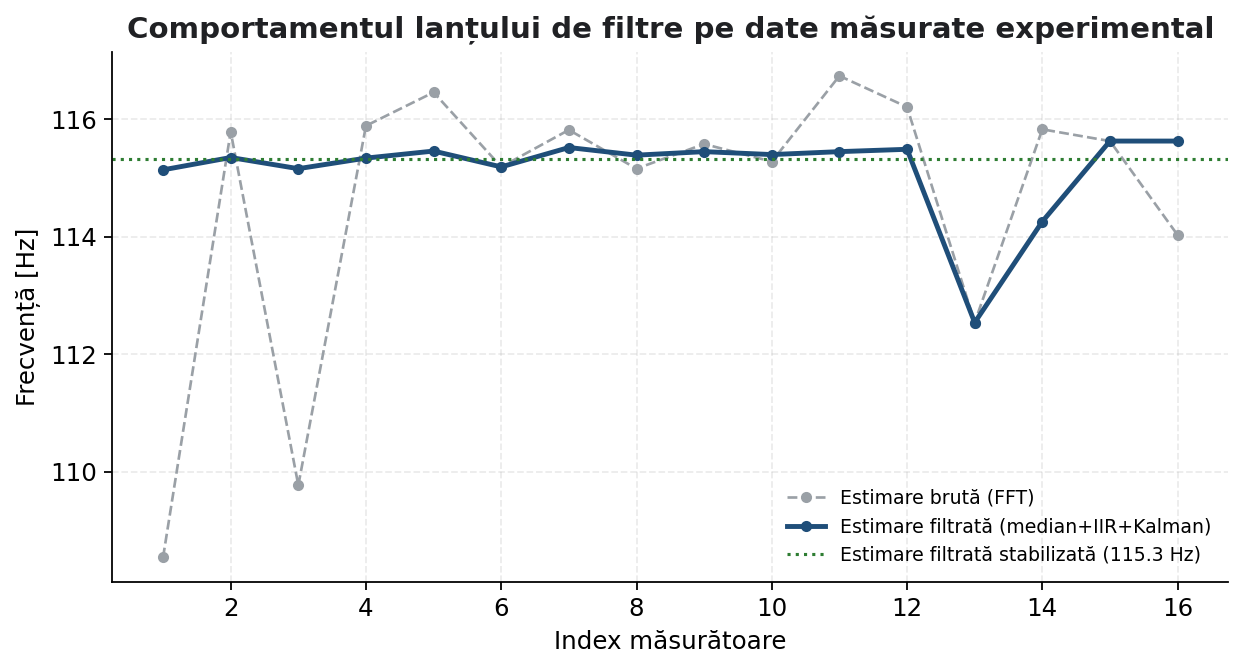 Comportamentul lanțului de filtre pe date măsurate experimental
Frecvență [Hz]
116
114
112
110
Estimare brută (FFT)
Estimare filtrată (median+IIR+Kalman)
Estimare filtrată stabilizată (115.3 Hz)
2 4 6 8 10 12 14 16
Index măsurătoare